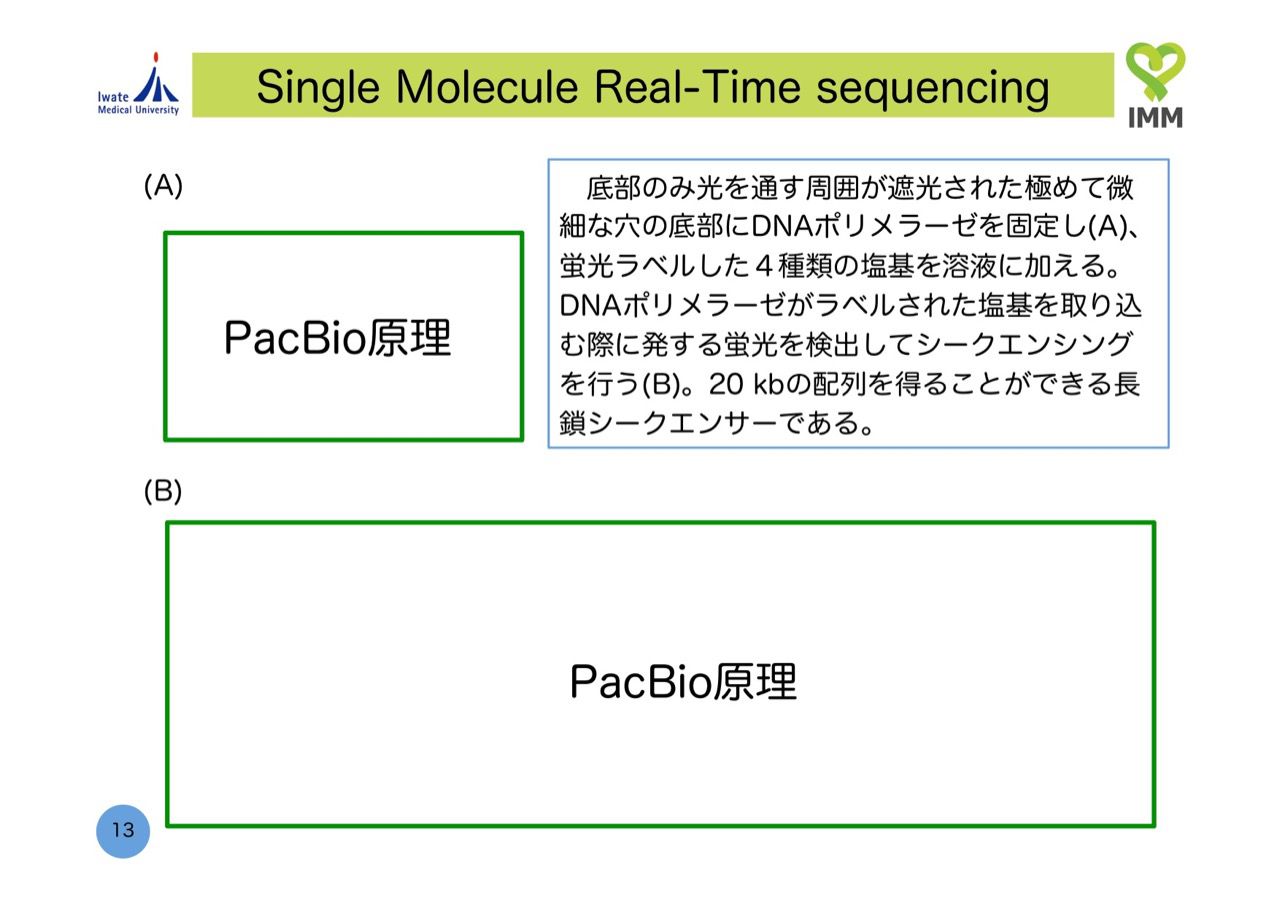 Iwate
Medical University
Single Molecule Real-Time sequencing
IMM
(A)
PacBio原理
底部のみ光を通す周囲が遮光された極めて微
細な穴の底部にDNAポリメラーゼを固定し(A)、
蛍光ラベルした４種類の塩基を溶液に加える。
DNAポリメラーゼがラベルされた塩基を取り込
む際に発する蛍光を検出してシークエンシング
を行う(B)。20 kbの配列を得ることができる長
鎖シークエンサーである。
(B)
PacBio原理
13